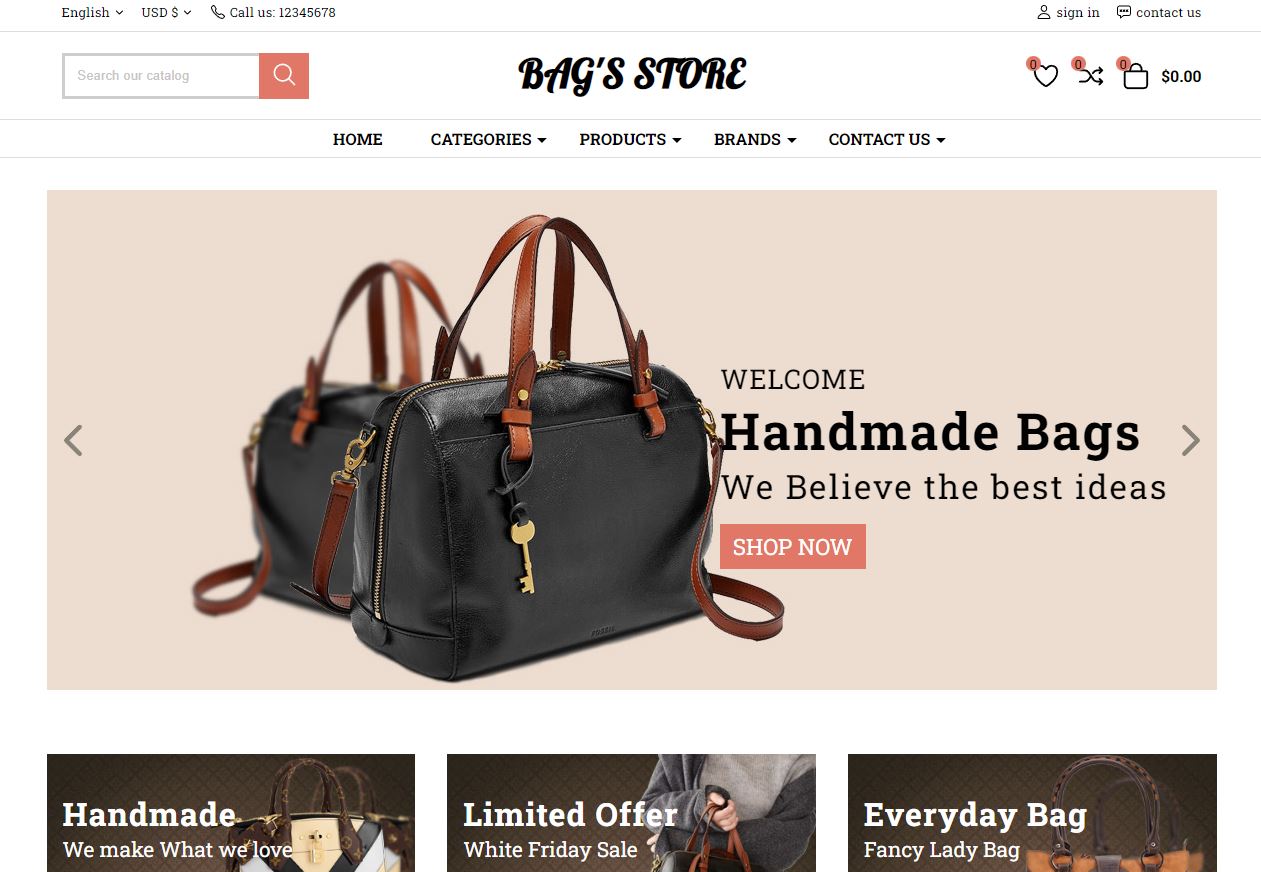 English
USD $
Call us: 12345678
sign in
contact us
Search our catalog
BAG'S STORE
0
0
0
$0.00
HOME
CATEGORIES
PRODUCTS
BRANDS
CONTACT US
WELCOME
Handmade Bags
We Believe the best ideas
SHOP NOW
FOSSIL
Handmade
We make What we love
Limited Offer
White Friday Sale
Everyday Bag
Fancy Lady Bag